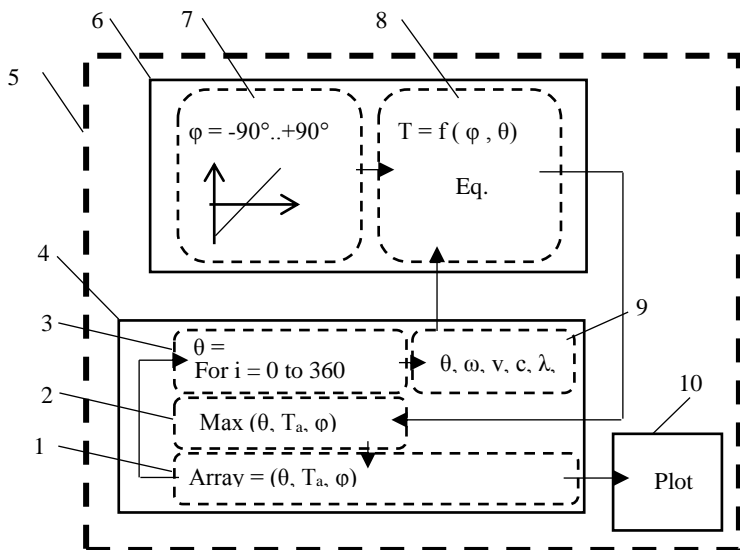 6
7
8
5
φ = -90°..+90°
T = f ( φ , θ)
Eq.
4
3
9
θ =
For i = 0 to 360
θ, ω, v, c, λ,
2
10
Max (θ, Tₐ, φ)
1
Array = (θ, Tₐ, φ)
Plot